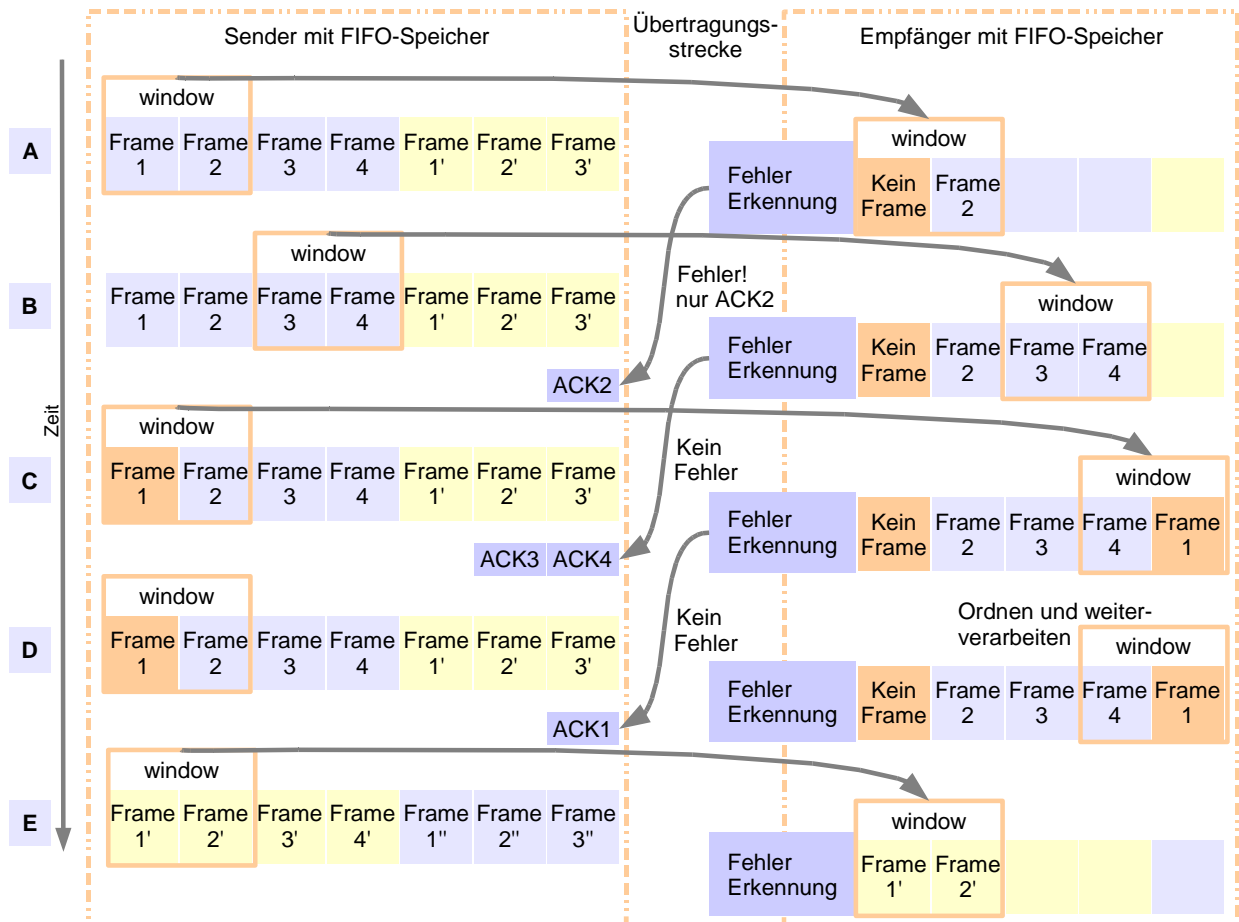 Sender mit FIFO-Speicher
Übertragungs-
strecke
Empfänger mit FIFO-Speicher
Zeit
A
window
Frame Frame Frame Frame Frame Frame Frame
1 2 3 4 1' 2' 3'
window
Fehler
Erkennung
Kein
Frame
Frame
2
B
window
Frame Frame Frame Frame Frame Frame Frame
1 2 3 4 1' 2' 3'
Fehler!
nur ACK2
window
Fehler
Erkennung
Kein
Frame
Frame Frame Frame
2 3 4
ACK2
C
window
Frame Frame Frame Frame Frame Frame Frame
1 2 3 4 1' 2' 3'
Kein
Fehler
window
Fehler
Erkennung
Kein
Frame
Frame Frame Frame Frame
2 3 4 1
ACK3 ACK4
D
window
Frame Frame Frame Frame Frame Frame Frame
1 2 3 4 1' 2' 3'
Kein
Fehler
Ordnen und weiter-
verarbeiten
window
Fehler
Erkennung
Kein
Frame
Frame Frame Frame Frame
2 3 4 1
ACK1
E
window
Frame Frame Frame Frame Frame Frame Frame
1' 2' 3' 4' 1'' 2'' 3''
window
Fehler
Erkennung
Frame Frame
1' 2'